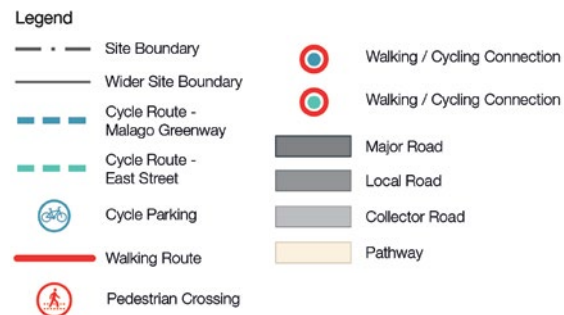 Legend
Site Boundary
Wider Site Boundary
Cycle Route -
Malago Greenway
Cycle Route -
East Street
Cycle Parking
Walking Route
Pedestrian Crossing
Walking / Cycling Connection
Walking / Cycling Connection
Major Road
Local Road
Collector Road
Pathway